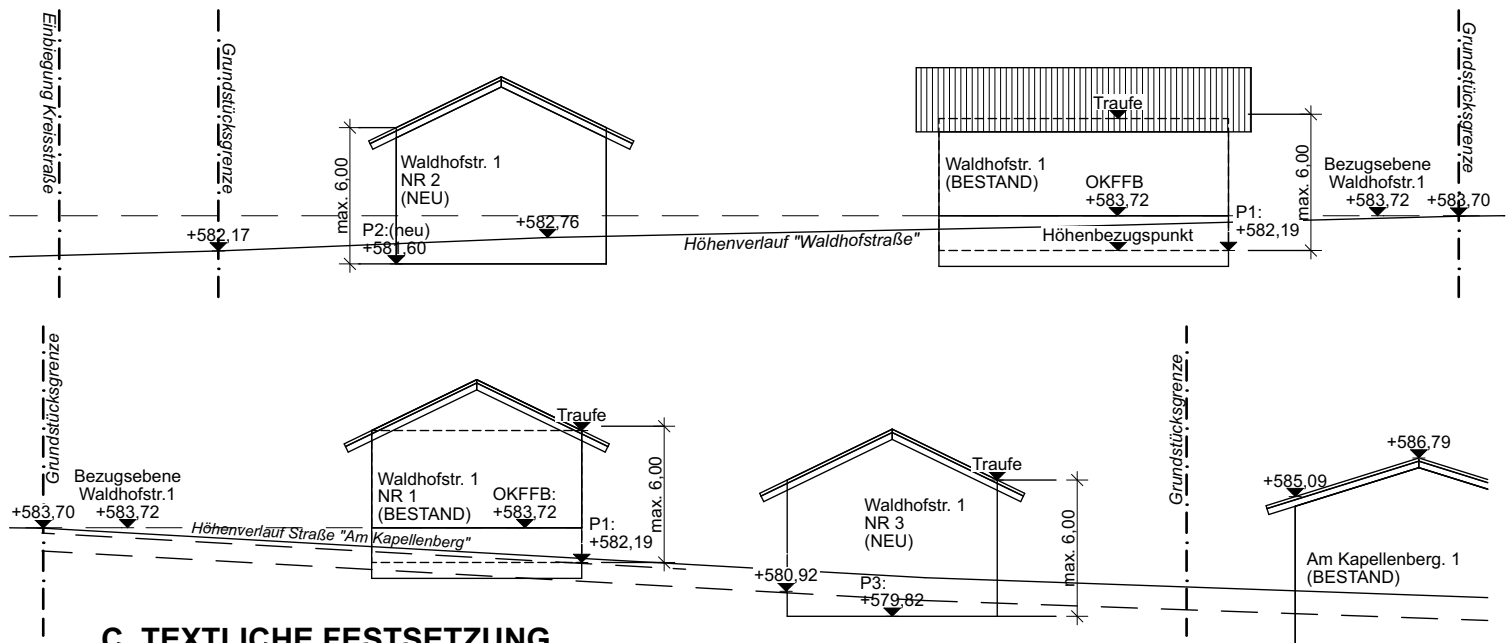 Einbiegung Kreisstraße
Grundstücksgrenze
+582,17
max. 6,00
Waldhofstr. 1
NR 2
(NEU)
P2:(neu)
+581,60
+582,76
Höhenverlauf "Waldhofstraße"
Traufe
Waldhofstr. 1
(BESTAND)
OKFFB
+583,72
Höhenbezugspunkt
P1:
+582,19
max. 6,00
Bezugsebene
Waldhofstr.1
+583,72
+583,70
Grundstücksgrenze
Grundstücksgrenze
+583,70
Bezugsebene
Waldhofstr.1
+583,72
Höhenverlauf Straße "Am Kapellenberg"
Waldhofstr. 1
NR 1
(BESTAND)
OKFFB:
+583,72
Traufe
P1:
+582,19
max. 6,00
+580,92
Waldhofstr. 1
NR 3
(NEU)
P3:
+579,82
Traufe
max. 6,00
Grundstücksgrenze
+585,09
+586,79
Am Kapellenberg. 1
(BESTAND)
C. TEXTLICHE FESTSETZUNG